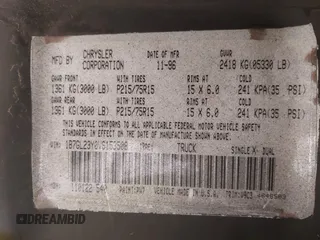 MFD BY CHRYSLER CORPORATION DATE OF MFR 11-96 GVWR 2418 KG(05330 LB)
GAWR FRONT WITH TIRES RIMS AT COLD
1361 KG(3000 LB) P215/75R15 15 X 6.0 241 KPA(35 PSI)
GAWR REAR WITH TIRES RIMS AT COLD
1361 KG(3000 LB) P215/75R15 15 X 6.0 241 KPA(35 PSI)
THIS VEHICLE CONFORMS TO ALL APPLICABLE FEDERAL MOTOR VEHICLE SAFETY
STANDARDS IN EFFECT ON THE DATE OF MANUFACTURE SHOWN ABOVE.
VIN: TYPE: TRUCK SINGLE X DUAL
VEHICLE MADE IN U.S.A.
© DREAMBID